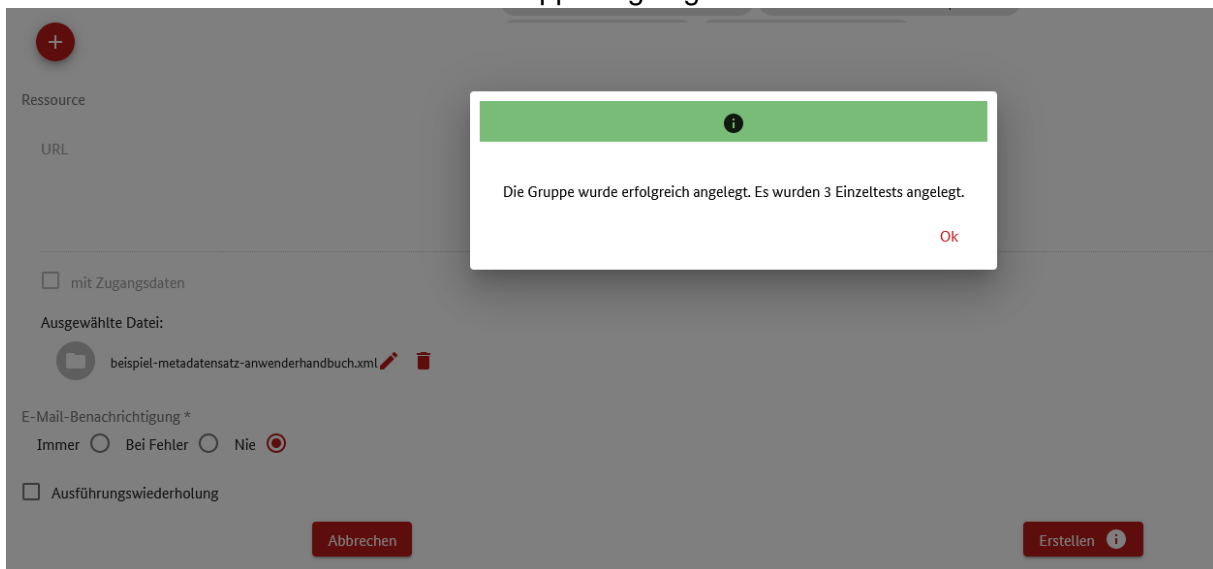 Ressource
URL
Die Gruppe wurde erfolgreich angelegt. Es wurden 3 Einzeltests angelegt.
Ok
mit Zugangsdaten
Ausgewählte Datei:
beispiel-metadatensatz-anwenderhandbuch.xml
E-Mail-Benachrichtigung *
Immer Bei Fehler Nie
Ausführungswiederholung
Abbrechen Erstellen